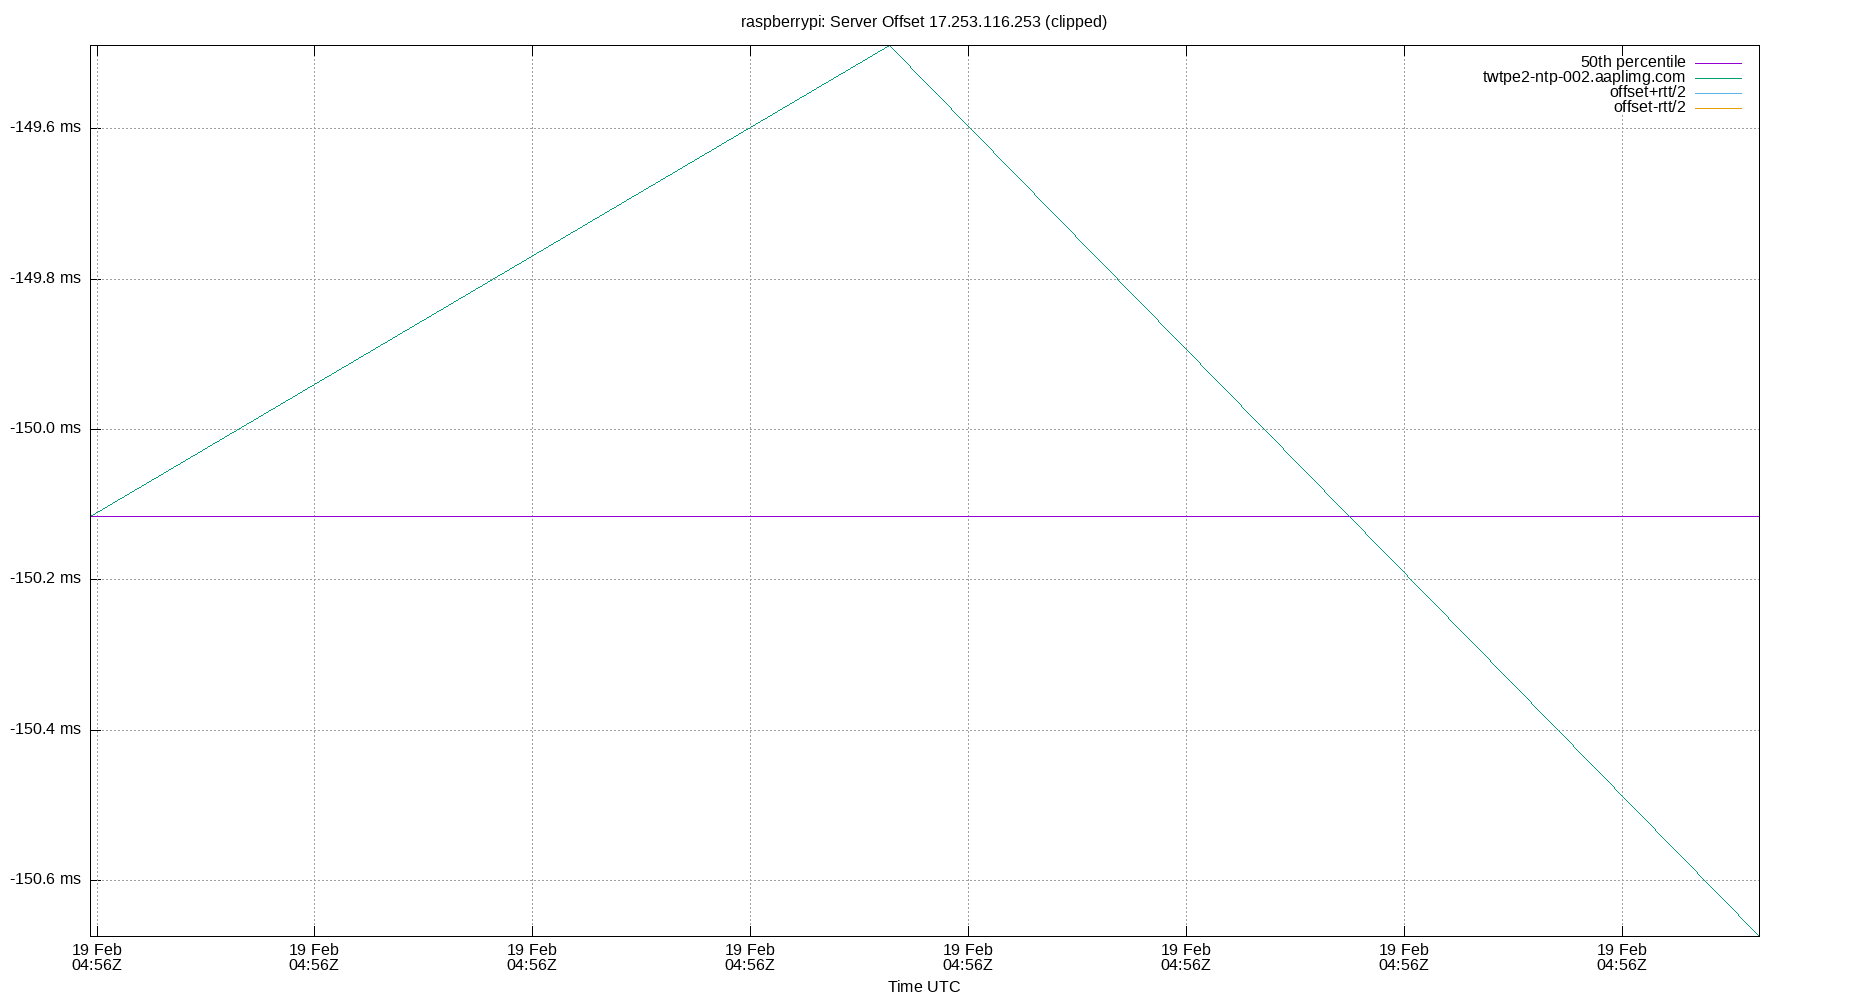 raspberrypi: Server Offset 17.253.116.253 (clipped)
50th percentile
twtpe2-ntp-002.aaplimg.com
offset+rtt/2
offset-rtt/2
-149.6 ms
-149.8 ms
-150.0 ms
-150.2 ms
-150.4 ms
-150.6 ms
19 Feb 19 Feb 19 Feb 19 Feb 19 Feb 19 Feb 19 Feb 19 Feb
04:56Z 04:56Z 04:56Z 04:56Z 04:56Z 04:56Z 04:56Z 04:56Z
Time UTC